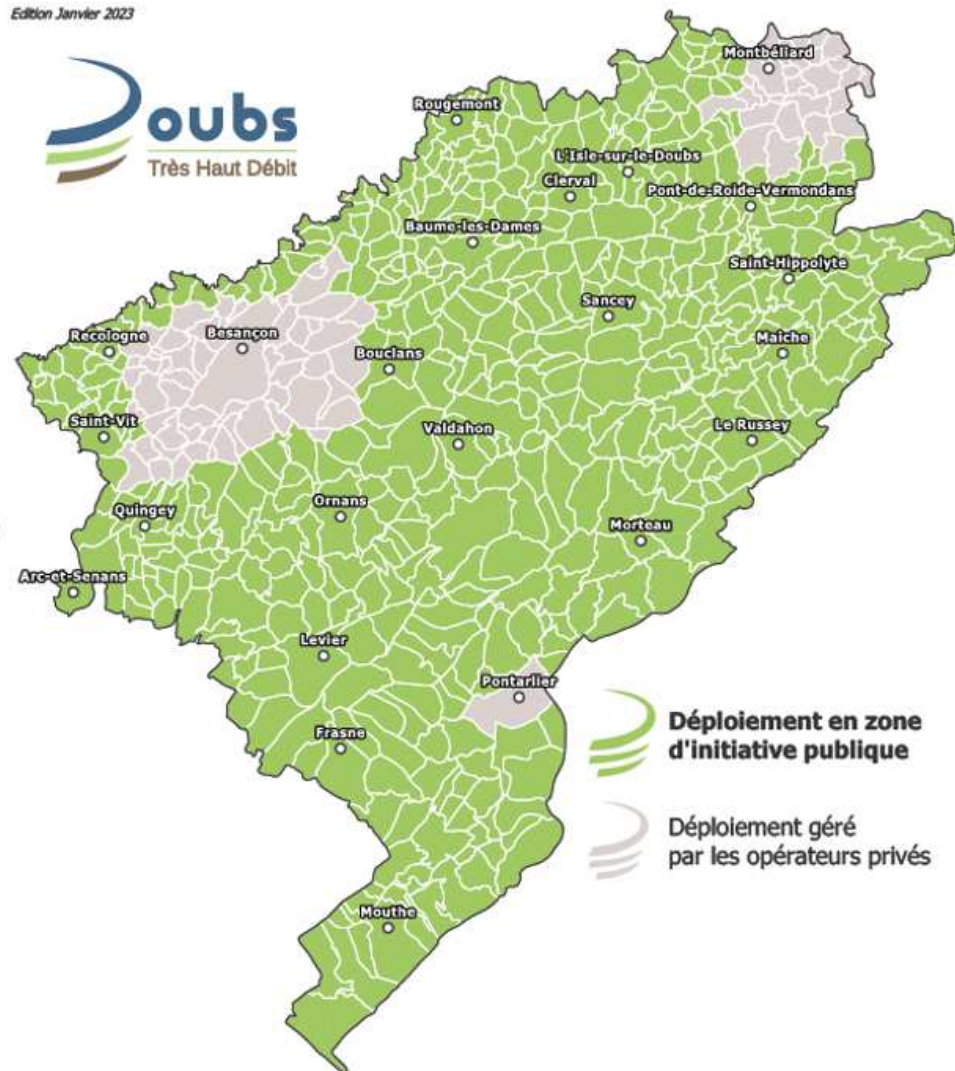 Edition Janvier 2023
Doubs
Très Haut Débit
Montbéliard
Rougemont
L'Isle-sur-le-Doubs
Clerval
Pont-de-Roide-Vermondans
Baume-les-Dames
Saint-Hippolyte
Sancey
Recologne
Besançon
Bouclans
Maiche
Saint-Vit
Valdahon
Le Russey
Quingey
Ornans
Morteau
Arc-et-Senans
Levier
Pontarlier
Frasne
Mouthe
Déploiement en zone
d'initiative publique
Déploiement géré
par les opérateurs privés